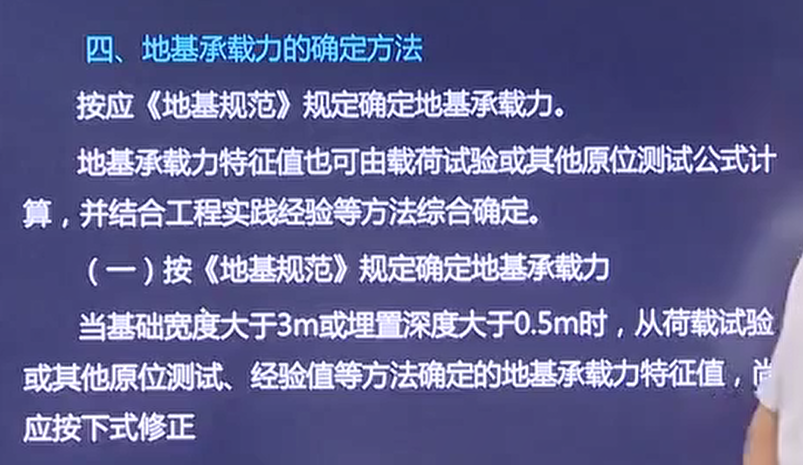 四、地基承载力的确定方法
按应《地基规范》规定确定地基承载力。
地基承载力特征值也可由载荷试验或其他原位测试公式计
算，并结合工程实践经验等方法综合确定。
（一）按《地基规范》规定确定地基承载力
当基础宽度大于3m或埋置深度大于0.5m时，从荷载试验
或其他原位测试、经验值等方法确定的地基承载力特征值，尚
应按下式修正